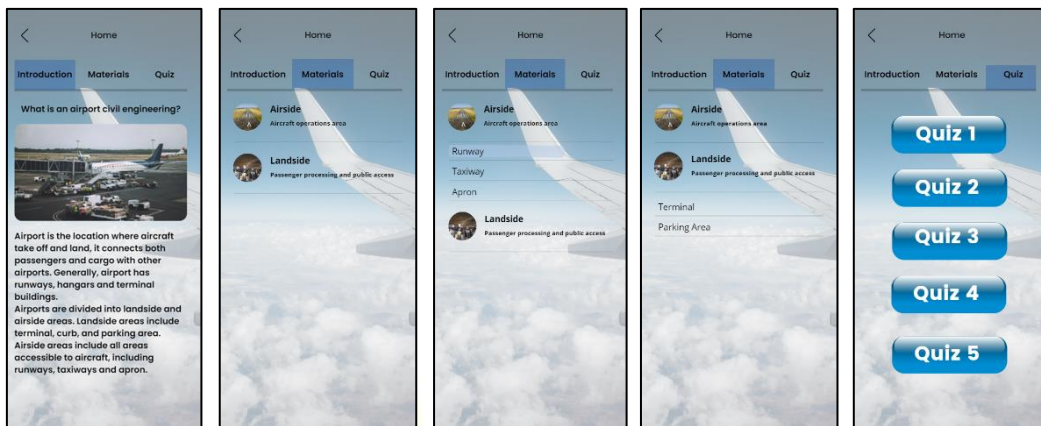 Home
Introduction Materials Quiz
What is an airport civil engineering?
Airport is the location where aircraft
take off and land, it connects both
passengers and cargo with other
airports. Generally, airport has
runways, hangars and terminal
buildings.
Airports are divided into landside and
airside areas. Landside areas include
terminal, curb, and parking area.
Airside areas include all areas
accessible to aircraft, including
runways, taxiways and apron.
Home
Introduction Materials Quiz
Airside
Aircraft operations area
Landside
Passenger processing and public access
Home
Introduction Materials Quiz
Airside
Aircraft operations area
Runway
Taxiway
Apron
Landside
Passenger processing and public access
Home
Introduction Materials Quiz
Airside
Aircraft operations area
Landside
Passenger processing and public access
Terminal
Parking Area
Home
Introduction Materials Quiz
Quiz 1
Quiz 2
Quiz 3
Quiz 4
Quiz 5